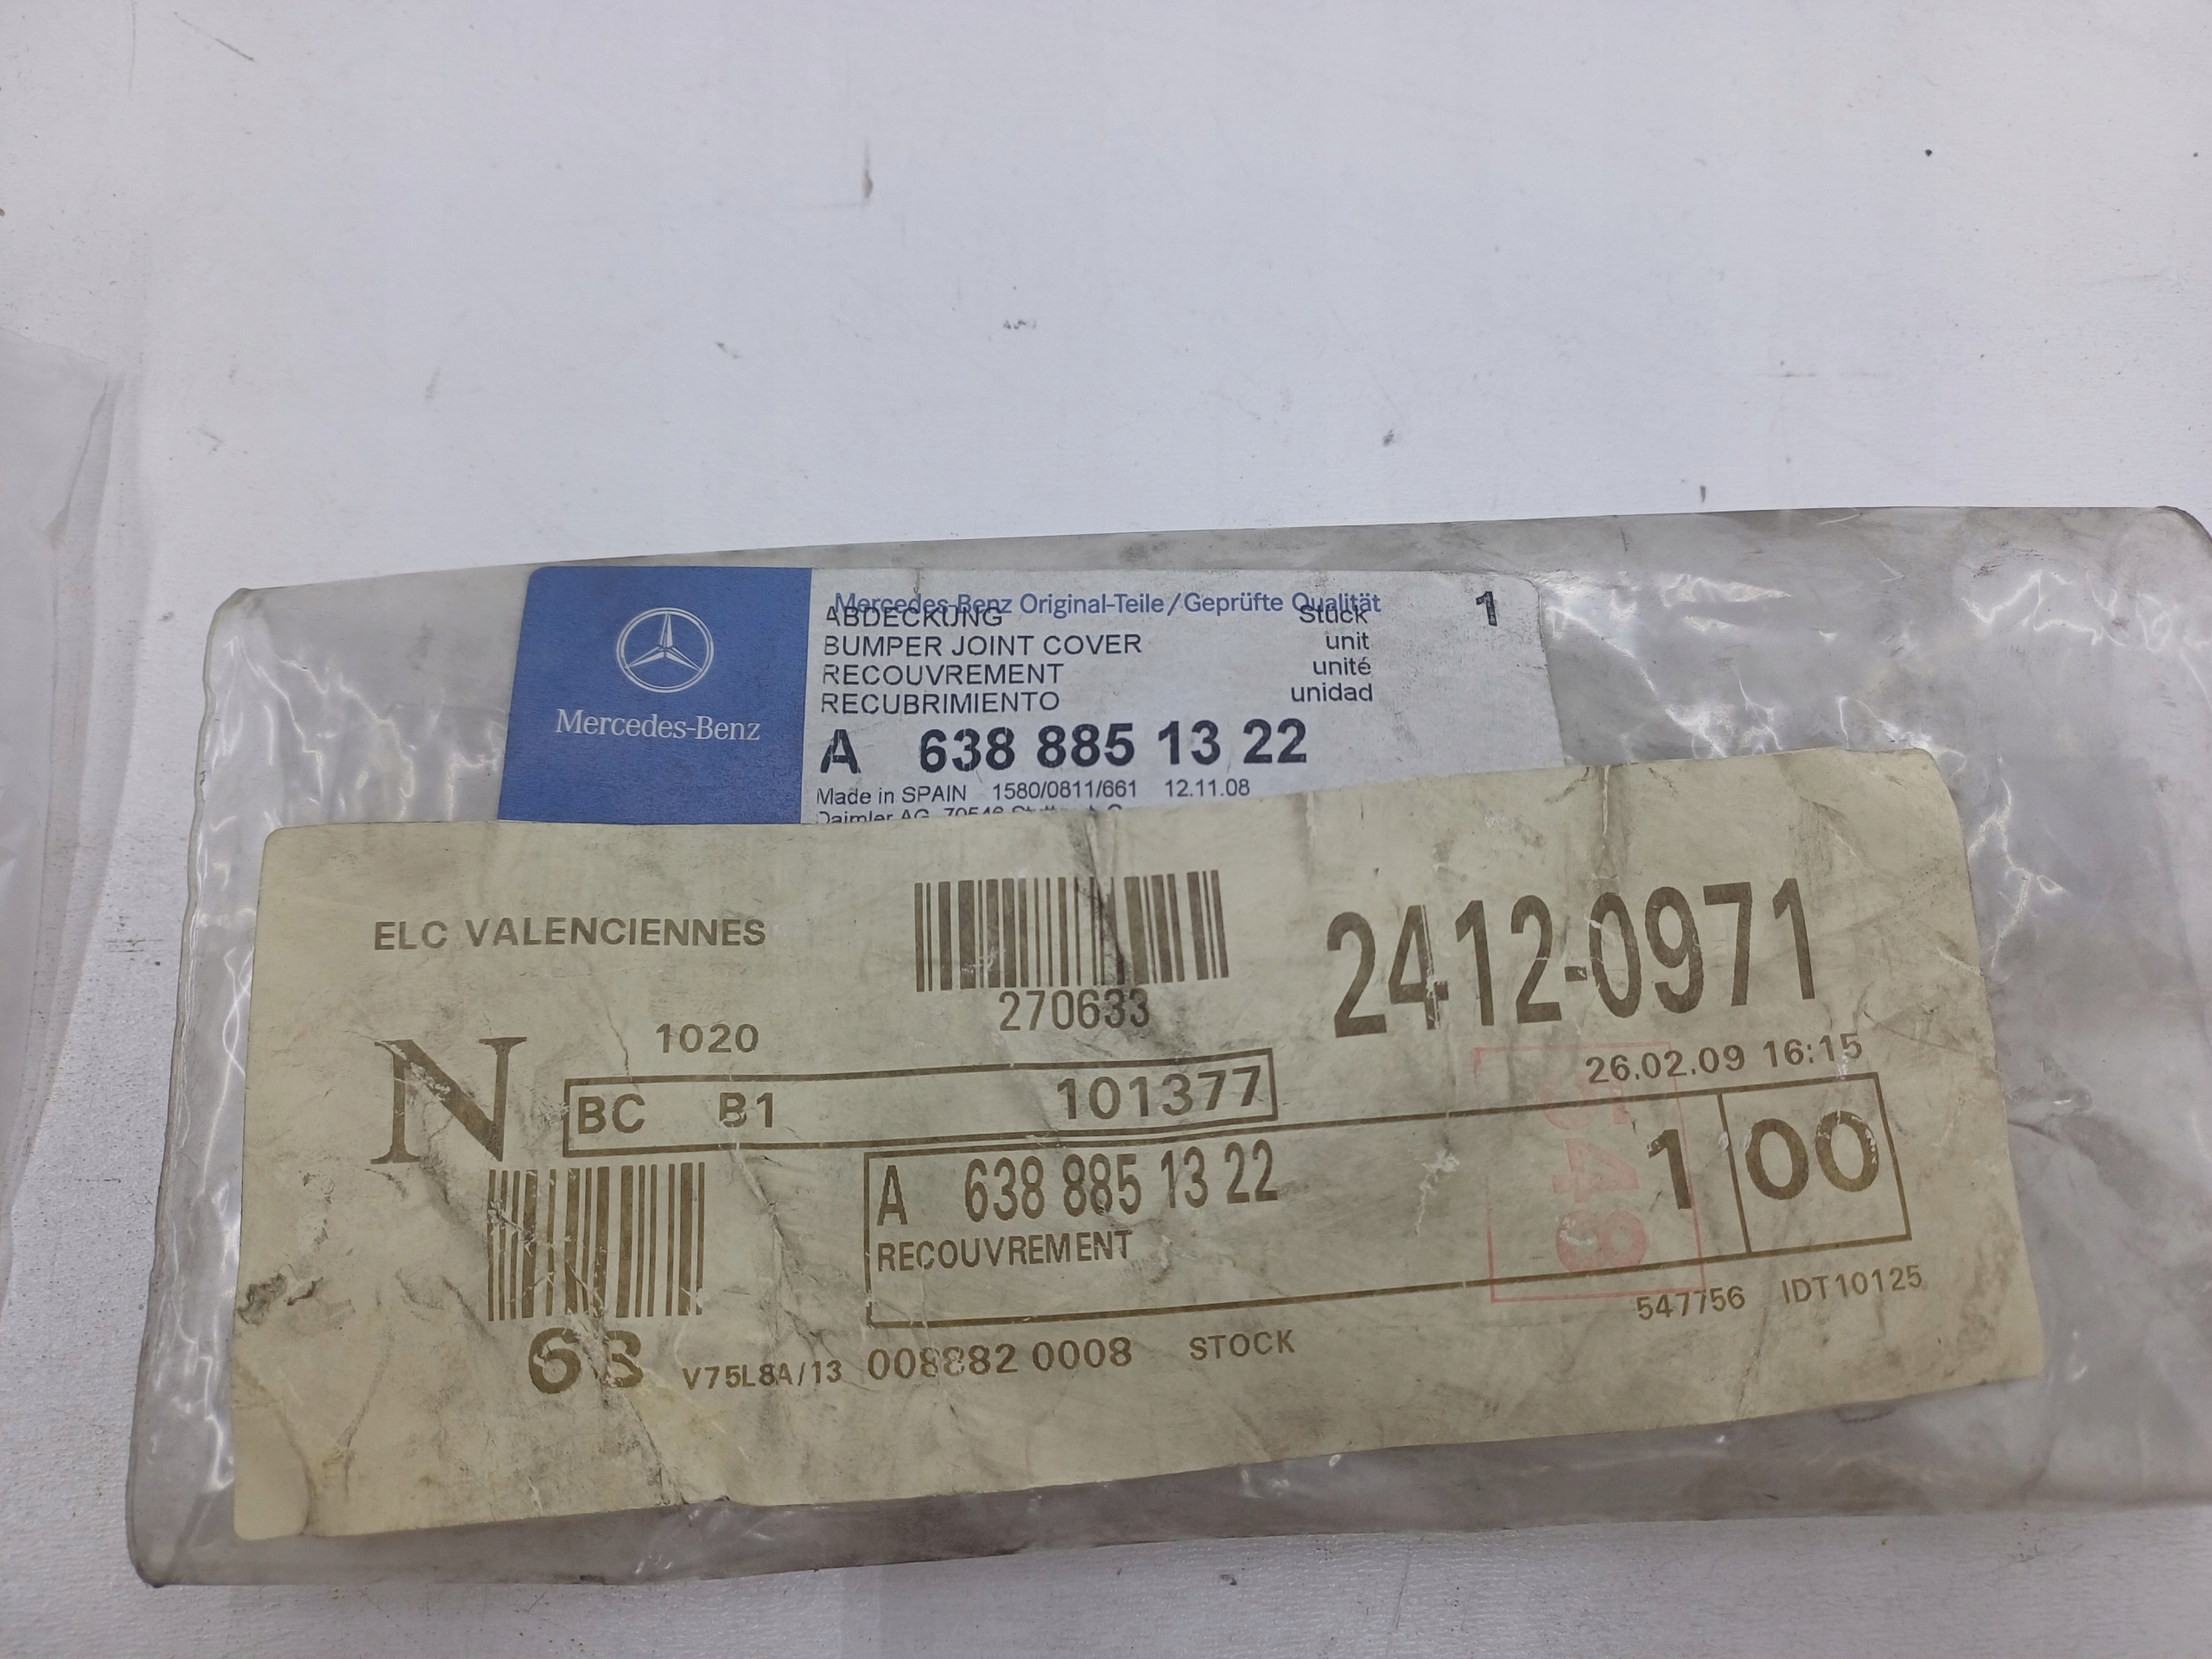 Mercedes-Benz
Mercedes-Benz Original-Teile/Geprüfte Qualität
ABDECKUNG Stück 1
BUMPER JOINT COVER unit
RECOUVREMENT unité
RECUBRIMIENTO unidad
A 638 885 13 22
Made in SPAIN 1580/0811/661 12.11.08
Daimler AG, 70546
ELC VALENCIENNES
270633
2412-0971
N
1020
26.02.09 16:15
BC B1 101377
A 638 885 13 22 1 00
RECOUVREMENT
547756 IDT10125
63 V75L8A/13 008882 0008 STOCK